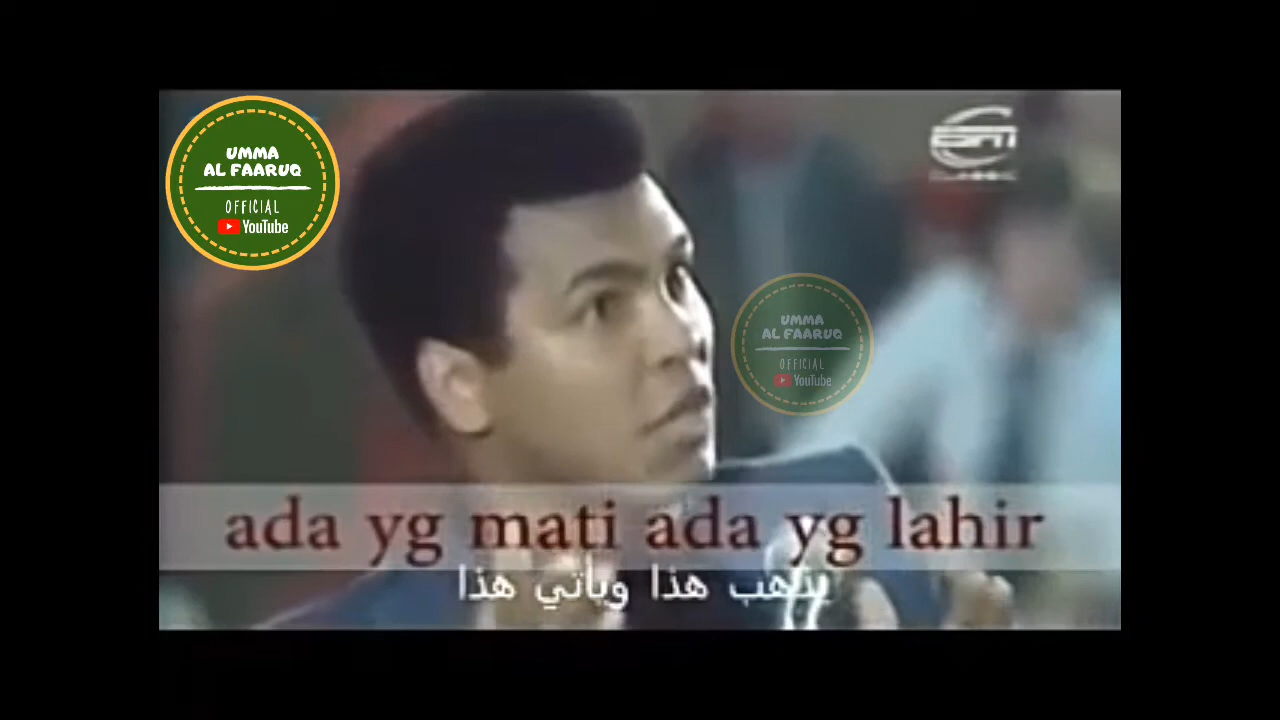 UMMA
AL FAARUQ
OFFICIAL
YouTube
UMMA
AL FAARUQ
OFFICIAL
YouTube
ada yg mati ada yg lahir
يذهب هذا ويأتي هذا